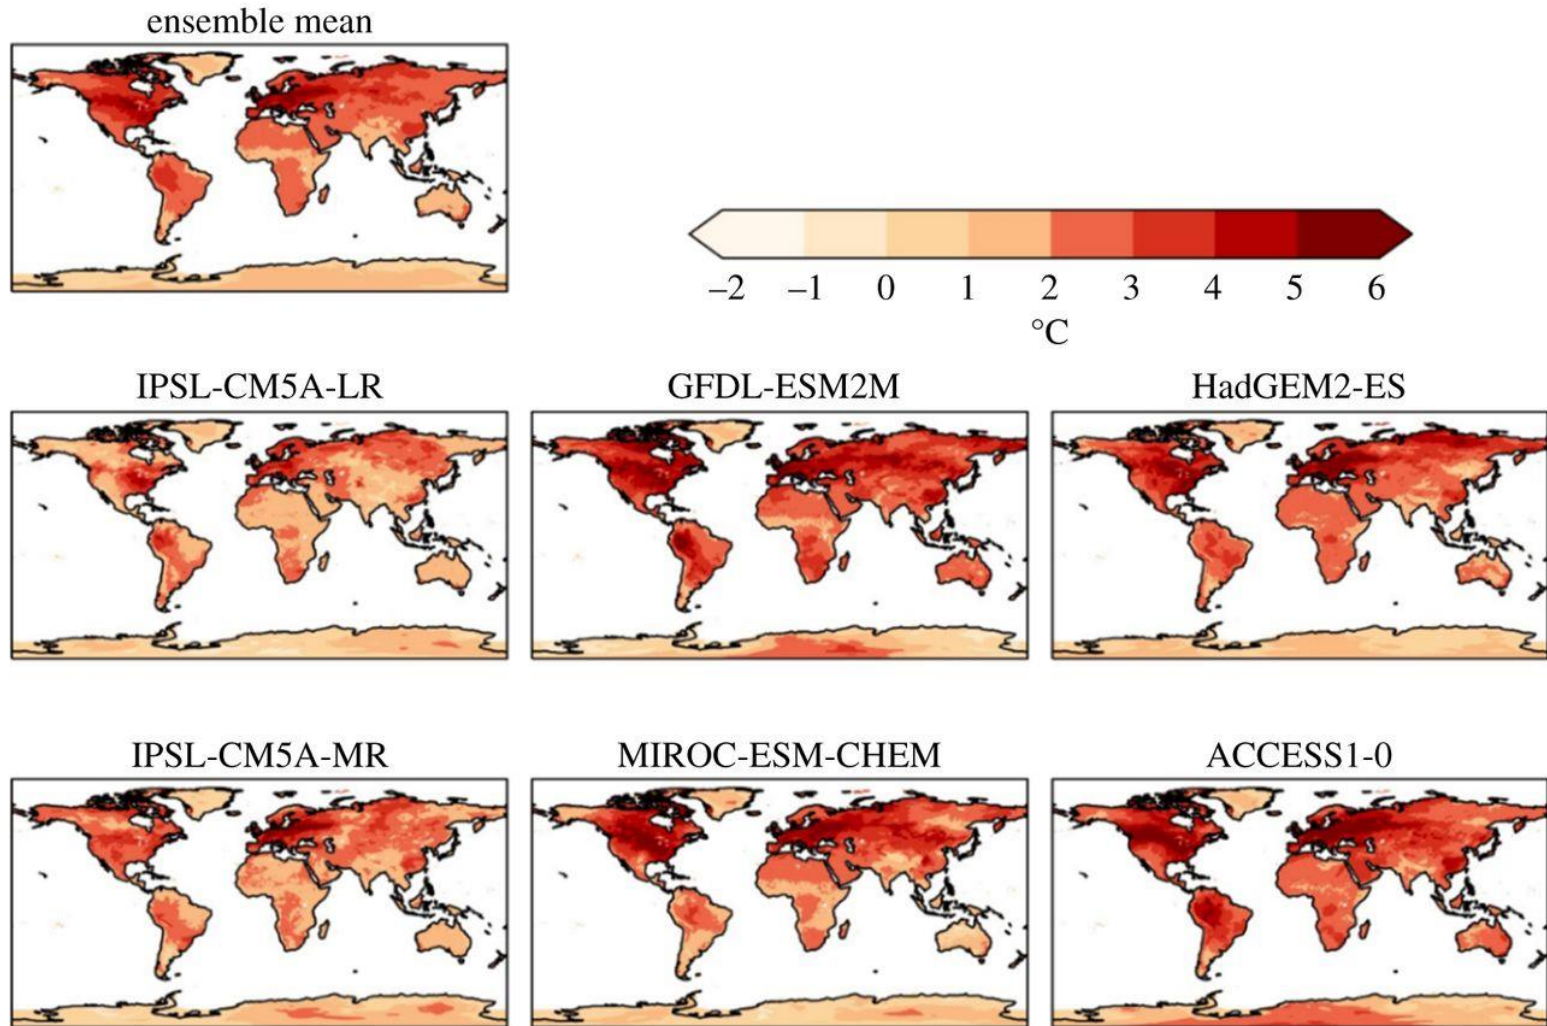 ensemble mean
–2 –1 0 1 2 3 4 5 6
°C
IPSL-CM5A-LR GFDL-ESM2M HadGEM2-ES
IPSL-CM5A-MR MIROC-ESM-CHEM ACCESS1-0